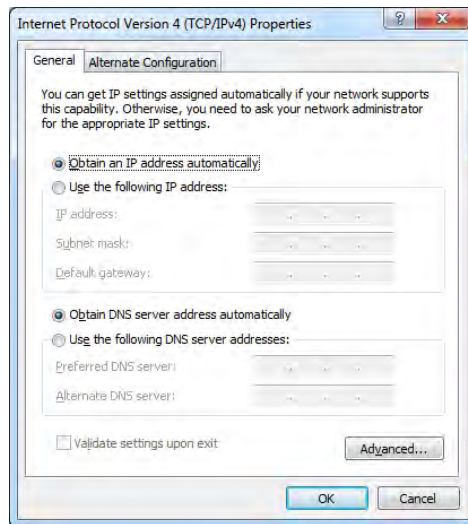 Internet Protocol Version 4 (TCP/IPv4) Properties
General
Alternate Configuration
You can get IP settings assigned automatically if your network supports
this capability. Otherwise, you need to ask your network administrator
for the appropriate IP settings.
Obtain an IP address automatically
Use the following IP address:
IP address:
Subnet mask:
Default gateway:
Obtain DNS server address automatically
Use the following DNS server addresses:
Preferred DNS server:
Alternate DNS server:
Validate settings upon exit
Advanced...
OK
Cancel